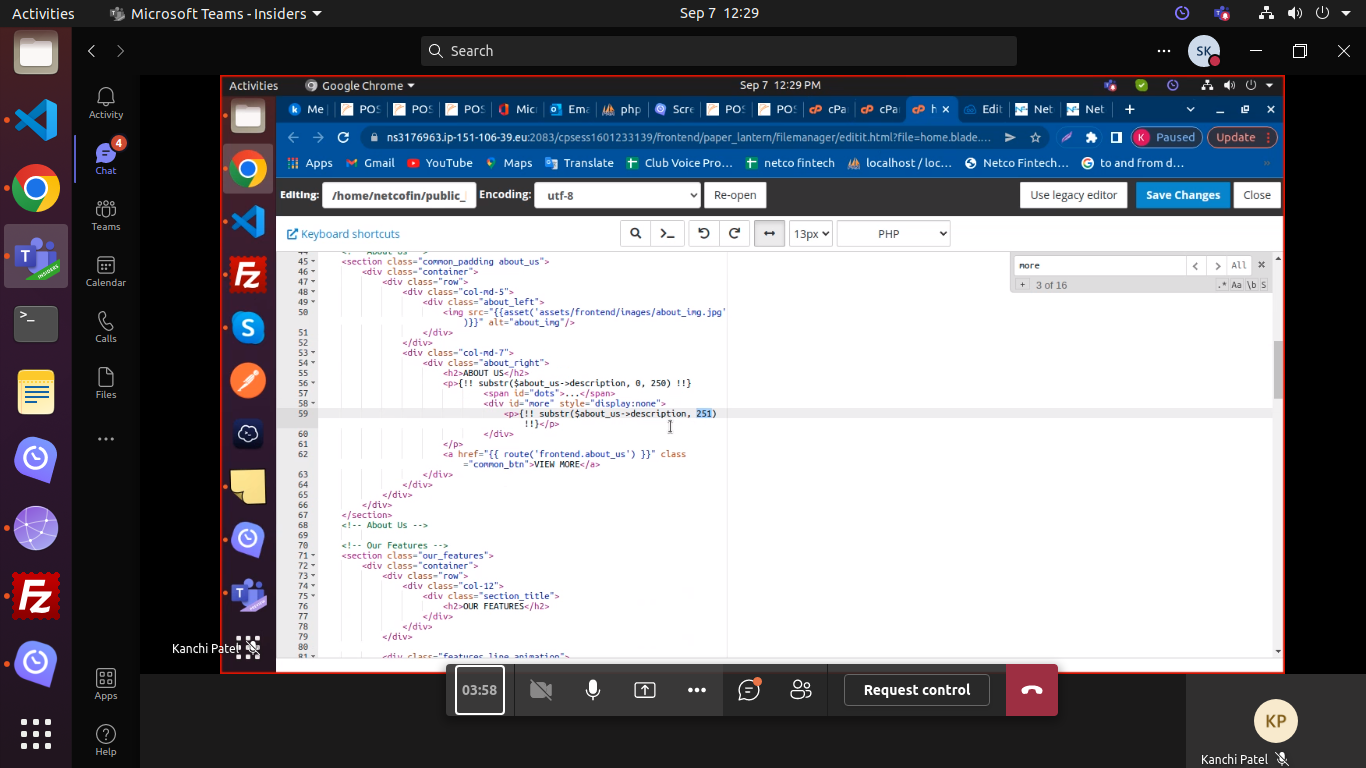 Activities
Microsoft Teams - Insiders
Sep 7 12:29
Search
SK
Activity
4
Chat
Teams
Calendar
Calls
Files
Apps
Help
Activities
Google Chrome
Sep 7 12:29 PM
Me
POS
POS
POS
Mic
Ema
php
Scre
POS
POS
cPa
cPa
h
Edit
Net
Net
ns3176963.ip-151-106-39.eu:2083/cpsess1601233139/frontend/paper_lantern/filemanager/editit.html?file=home.blade....
K Paused
Update
Apps
Gmail
YouTube
Maps
Translate
Club Voice Pro...
netco fintech
localhost / loc...
Netco Fintech...
to and from d...
Editing:
/home/netcofin/public_
Encoding:
utf-8
Re-open
Use legacy editor
Save Changes
Close
Keyboard shortcuts
13px
PHP
more
All
+ 3 of 16
.* Aa \b S
45 <section class="common_padding about_us">
46 <div class="container">
47 <div class="row">
48 <div class="col-md-5">
49 <div class="about_left">
50 <img src="{{asset('assets/frontend/images/about_img.jpg'
)}}" alt="about_img"/>
51 </div>
52 </div>
53 <div class="col-md-7">
54 <div class="about_right">
55 <h2>ABOUT US</h2>
56 <p>{!! substr($about_us->description, 0, 250) !!}
57 <span id="dots">...</span>
58 <div id="more" style="display:none">
59 <p>{!! substr($about_us->description, 251)
!!}</p>
60 </div>
61 </p>
62 <a href="{{ route('frontend.about_us') }}" class
="common_btn">VIEW MORE</a>
63 </div>
64 </div>
65 </div>
66 </div>
67 </section>
68 <!-- About Us -->
69
70 <!-- Our Features -->
71 <section class="our_features">
72 <div class="container">
73 <div class="row">
74 <div class="col-12">
75 <div class="section_title">
76 <h2>OUR FEATURES</h2>
77 </div>
78 </div>
79 </div>
80
81 <div class="features_line_animation">
Kanchi Patel
03:58
Request control
KP
Kanchi Patel